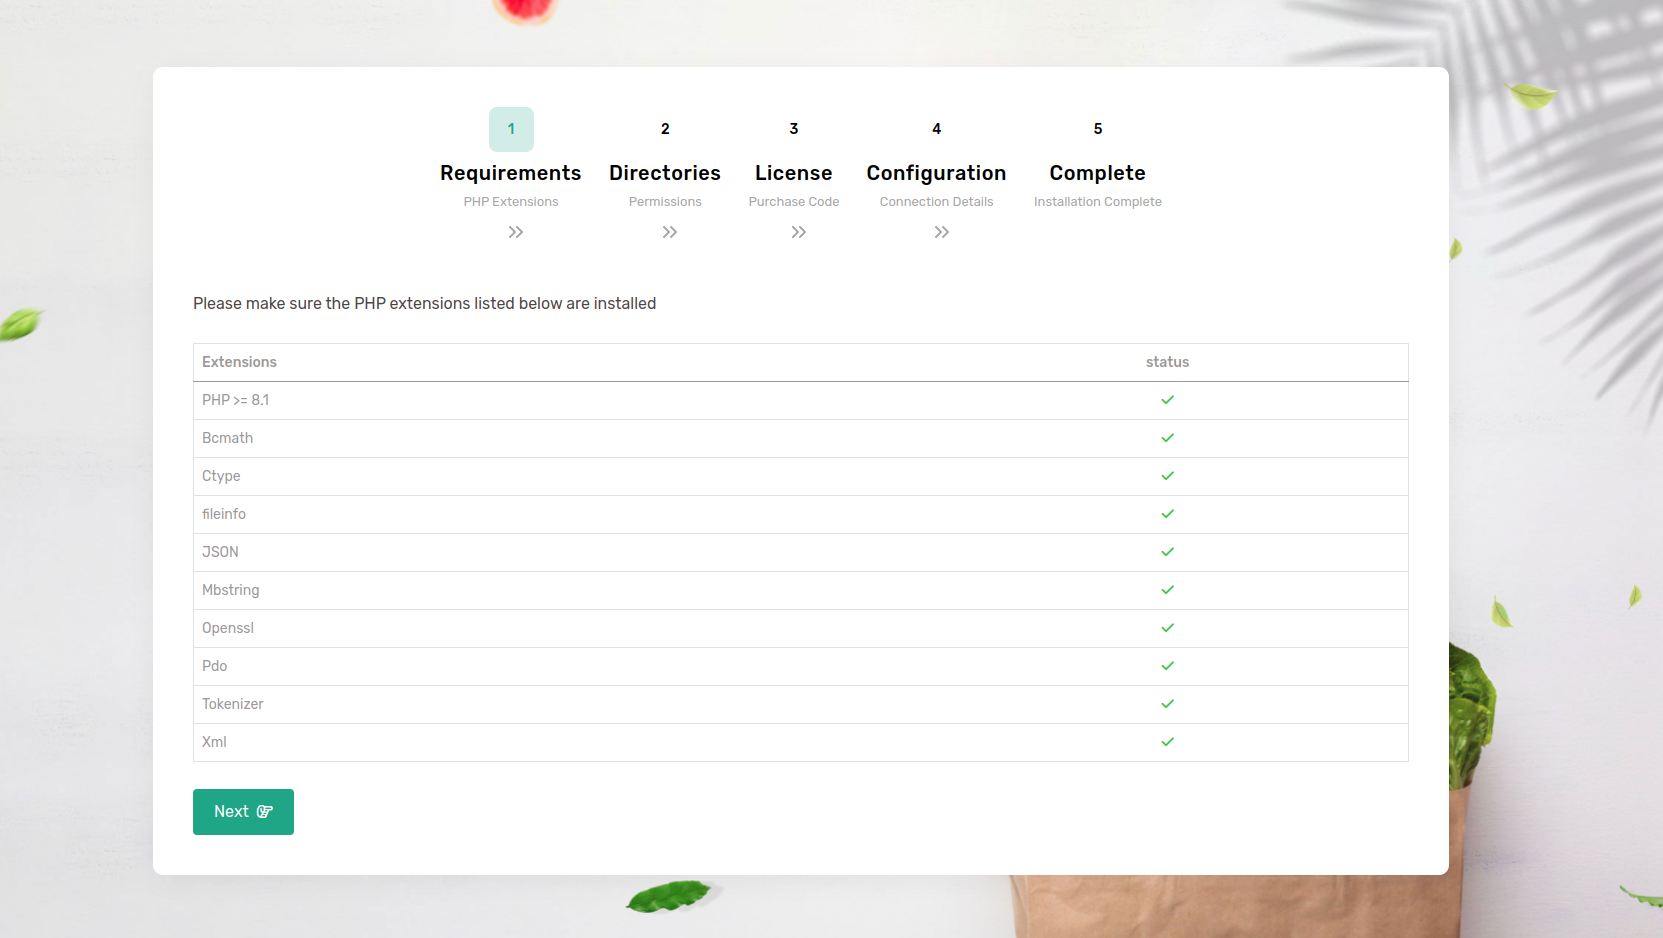 1 2 3 4 5
Requirements Directories License Configuration Complete
PHP Extensions Permissions Purchase Code Connection Details Installation Complete
Please make sure the PHP extensions listed below are installed
Extensions status
PHP >= 8.1
Bcmath
Ctype
fileinfo
JSON
Mbstring
Openssl
Pdo
Tokenizer
Xml
Next